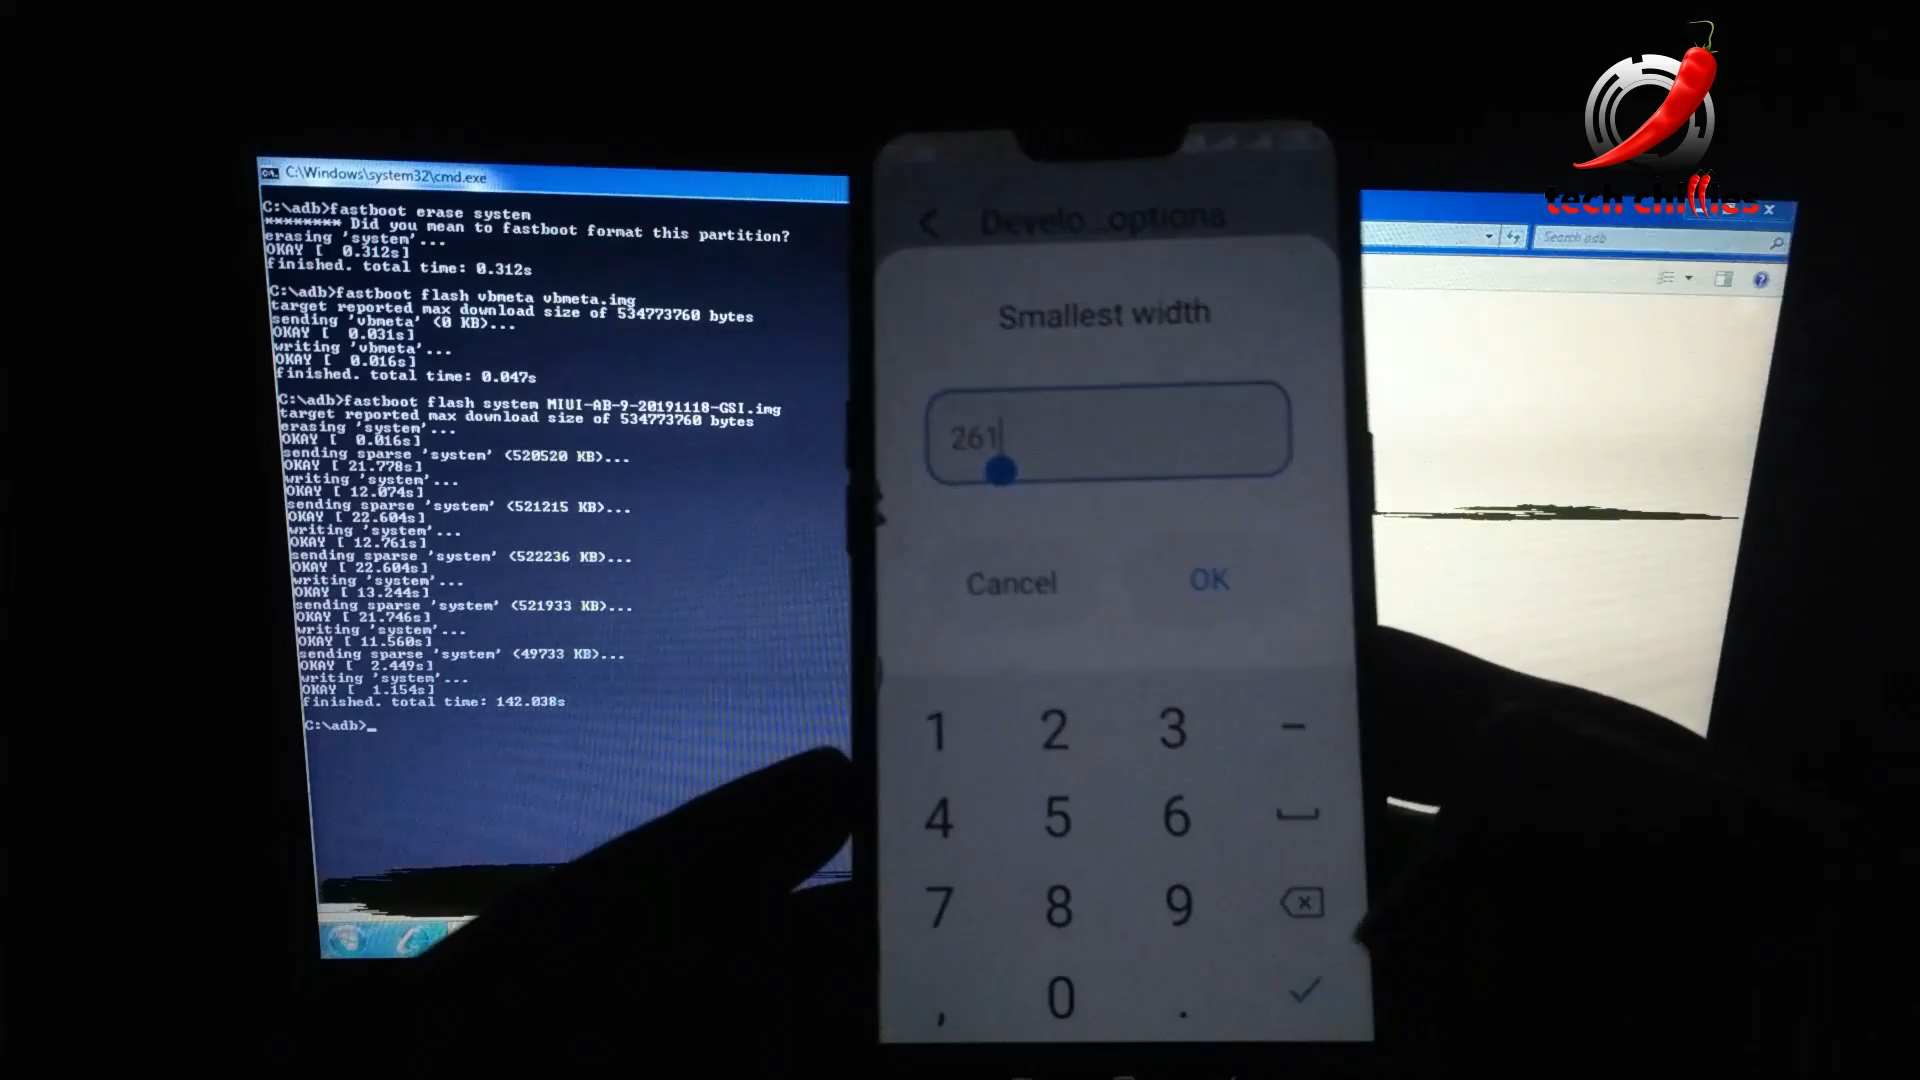 tech chillies
C:\Windows\system32\cmd.exe
C:\adb>fastboot erase system
******** Did you mean to fastboot format this partition?
erasing 'system'...
OKAY [  0.312s]
finished. total time: 0.312s
C:\adb>fastboot flash vbmeta vbmeta.img
target reported max download size of 534773760 bytes
sending 'vbmeta' (0 KB)...
OKAY [  0.031s]
writing 'vbmeta'...
OKAY [  0.016s]
finished. total time: 0.047s
C:\adb>fastboot flash system MIUI-AB-9-20191118-GSI.img
target reported max download size of 534773760 bytes
erasing 'system'...
OKAY [  0.016s]
sending sparse 'system' (520520 KB)...
OKAY [ 21.778s]
writing 'system'...
OKAY [ 12.074s]
sending sparse 'system' (521215 KB)...
OKAY [ 22.604s]
writing 'system'...
OKAY [ 12.761s]
sending sparse 'system' (522236 KB)...
OKAY [ 22.604s]
writing 'system'...
OKAY [ 13.244s]
sending sparse 'system' (521933 KB)...
OKAY [ 21.746s]
writing 'system'...
OKAY [ 11.560s]
sending sparse 'system' (49733 KB)...
OKAY [  2.449s]
writing 'system'...
OKAY [  1.154s]
finished. total time: 142.038s
C:\adb>_
Develo...options
Smallest width
261
Cancel OK
1 2 3 -
4 5 6
7 8 9
, 0 .
Search adb